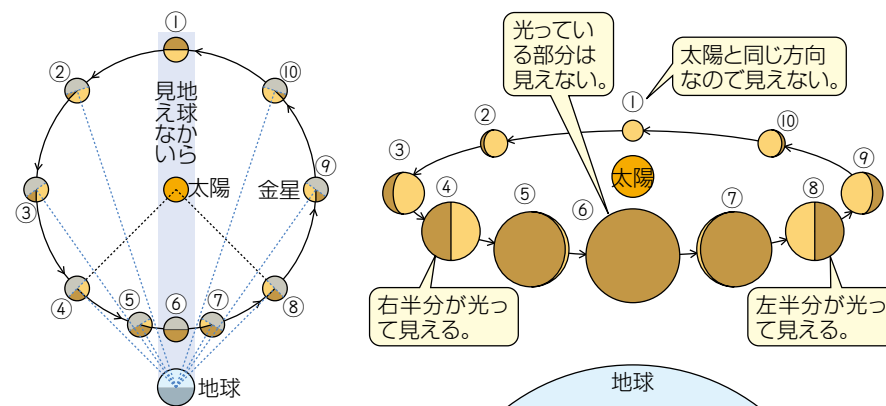 ①
②
⑩
地球から
見えない
太陽
金星
⑨
③
④
⑤
⑥
⑦
⑧
地球
光ってい
る部分は
見えない。
太陽と同じ方向
なので見えない。
①
②
⑩
③
太陽
⑨
④
⑤
⑥
⑦
⑧
右半分が光っ
て見える。
左半分が光っ
て見える。
地球